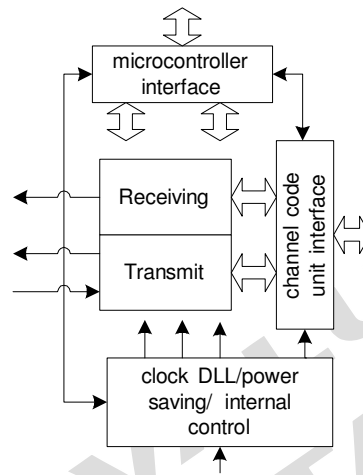 microcontroller
interface
Receiving
Transmit
channel code
unit interface
clock DLL/power
saving/ internal
control